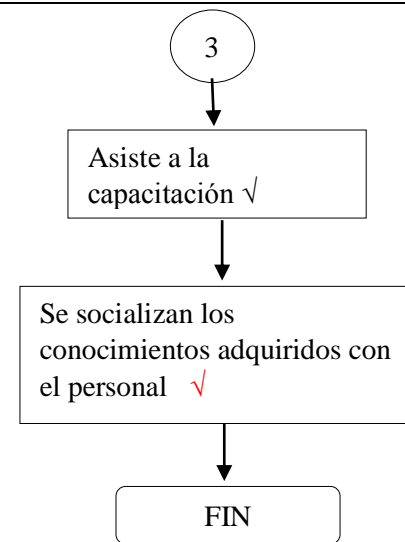 3
Asiste a la
capacitación √
Se socializan los
conocimientos adquiridos con
el personal √
FIN